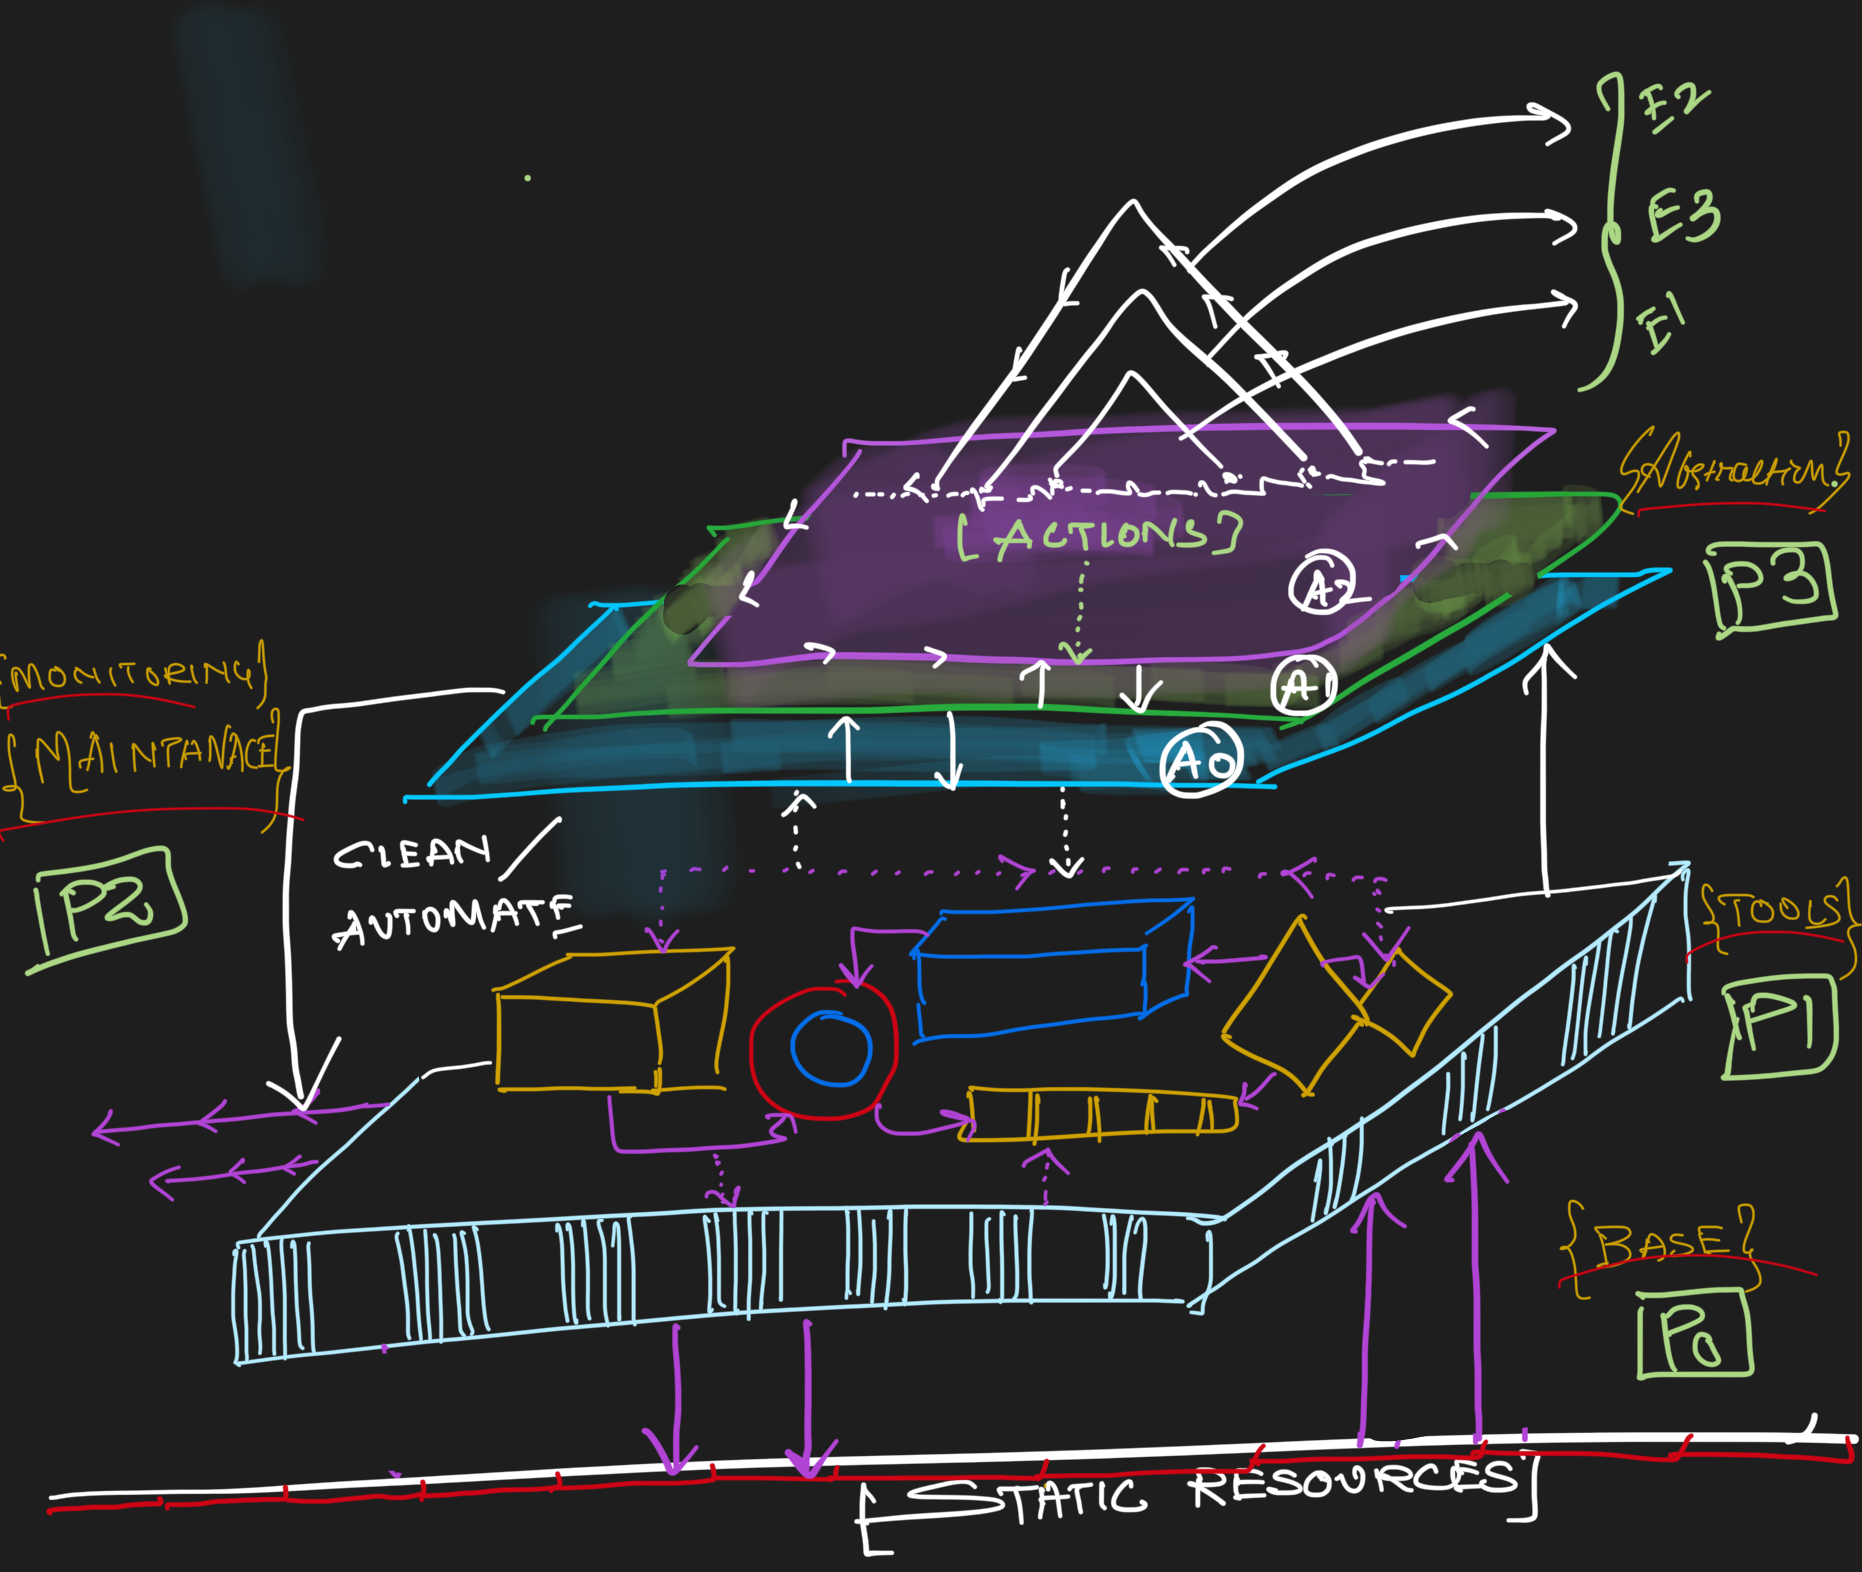 E2
E3
E1
{Abstraction}
P3
[ACTIONS]
A2
A1
A0
{MONITORING}
{MAINTANACE}
P2
CLEAN /
AUTOMATE
{TOOLS}
P1
{BASE}
P0
[STATIC RESOURCES]